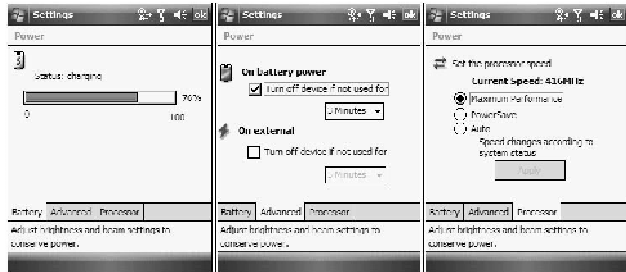 Settings
ok
Power
Status: charging
70%
0
100
Battery Advanced Processor
Adjust brightness and beam settings to
conserve power.
Settings
ok
Power
On battery power
Turn off device if not used for
3 Minutes
On external
Turn off device if not used for
5 Minutes
Battery Advanced Processor
Adjust brightness and beam settings to
conserve power.
Settings
ok
Power
Set the processor speed
Current Speed: 416MHz
Maximum Performance
PowerSave
Auto
Speed changes according to
system status
Apply
Battery Advanced Processor
Adjust brightness and beam settings to
conserve power.